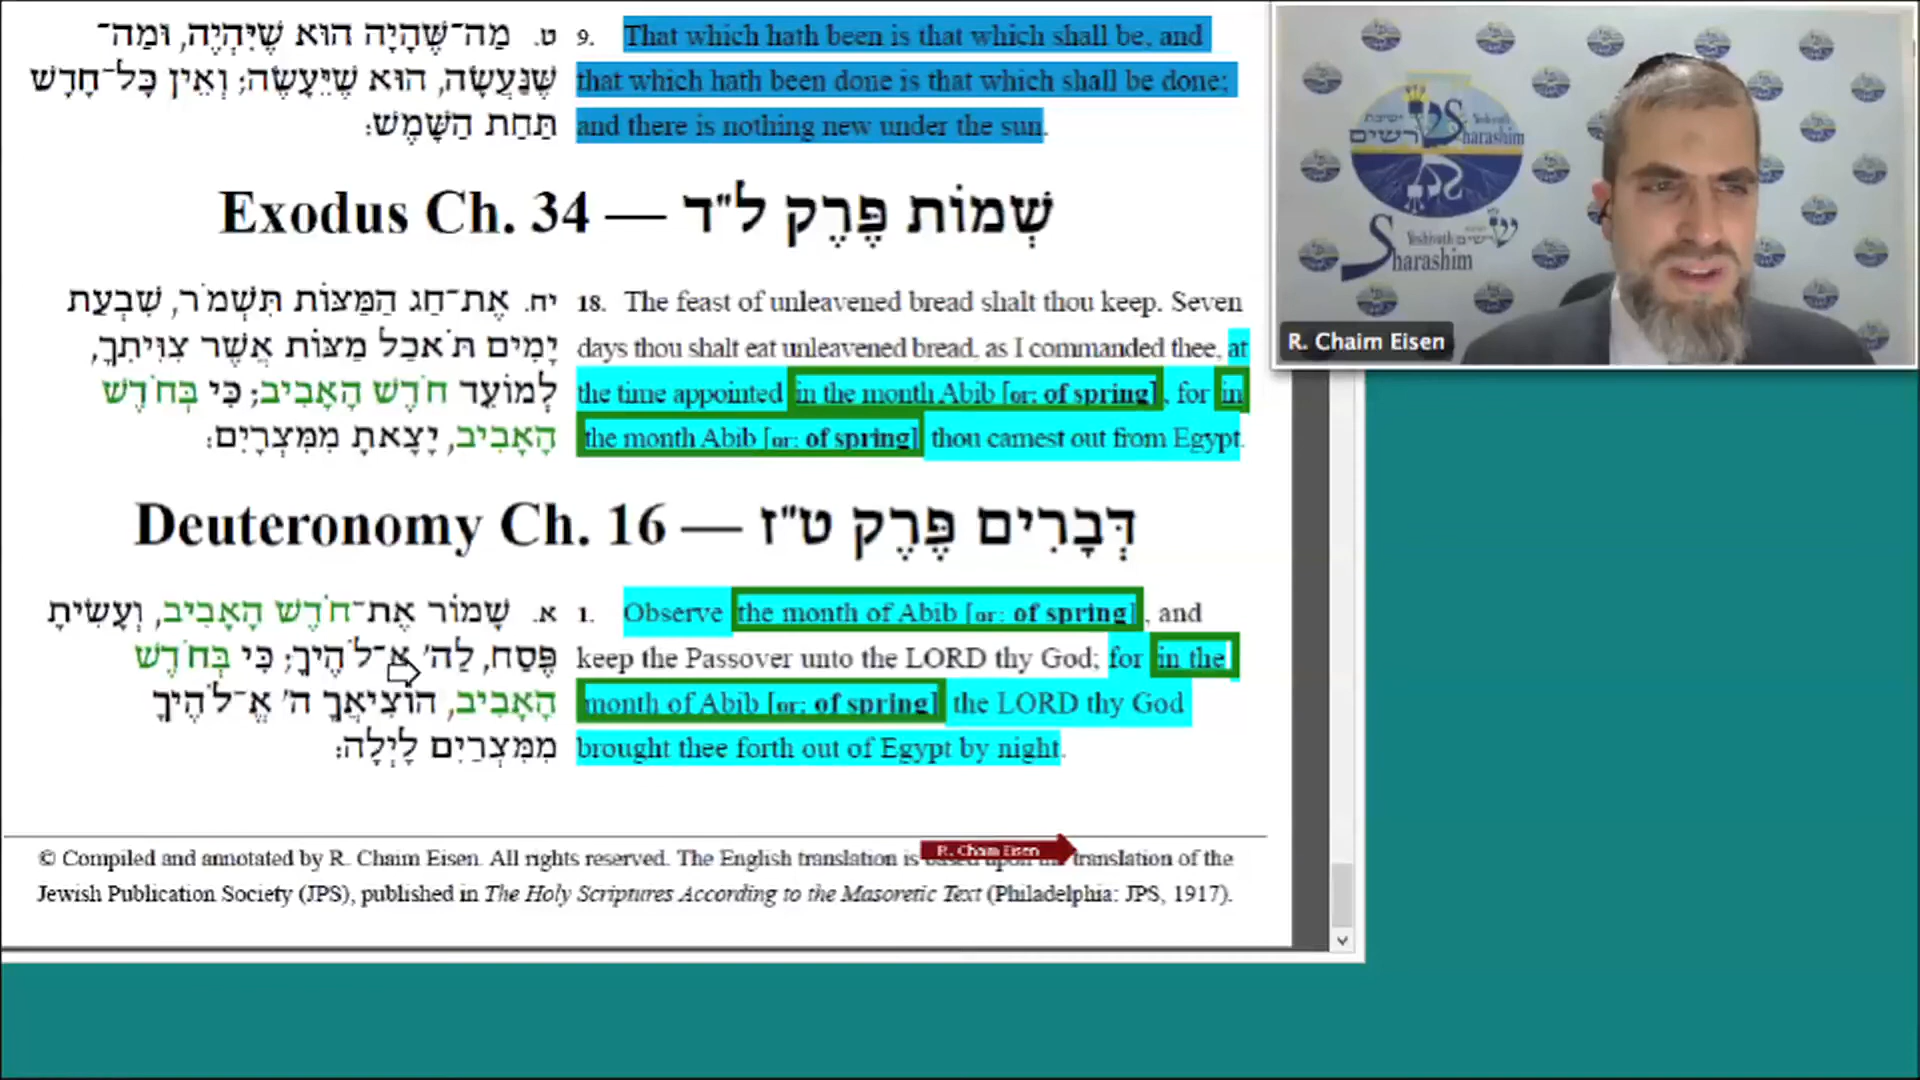 ט. מַה־שֶּׁהָיָה הוּא שֶׁיִּהְיֶה, וּמַה־
שֶּׁנַּעֲשָׂה, הוּא שֶׁיֵּעָשֶׂה; וְאֵין כָּל־חָדָשׁ
תַּחַת הַשָּׁמֶשׁ:
9. That which hath been is that which shall be, and
that which hath been done is that which shall be done;
and there is nothing new under the sun.
Exodus Ch. 34 — שְׁמוֹת פֶּרֶק ל"ד
יח. אֶת־חַג הַמַּצּוֹת תִּשְׁמֹר, שִׁבְעַת
יָמִים תֹּאכַל מַצּוֹת אֲשֶׁר צִוִּיתִךָ,
לְמוֹעֵד חֹדֶשׁ הָאָבִיב; כִּי בְּחֹדֶשׁ
הָאָבִיב, יָצָאתָ מִמִּצְרָיִם:
18. The feast of unleavened bread shalt thou keep. Seven
days thou shalt eat unleavened bread, as I commanded thee, at
the time appointed in the month Abib [or: of spring], for in
the month Abib [or: of spring] thou camest out from Egypt.
Deuteronomy Ch. 16 — דְּבָרִים פֶּרֶק ט"ז
א. שָׁמוֹר אֶת־חֹדֶשׁ הָאָבִיב, וְעָשִׂיתָ
פֶּסַח, לַה' אֱ־לֹהֶיךָ; כִּי בְּחֹדֶשׁ
הָאָבִיב, הוֹצִיאֲךָ ה' אֱ־לֹהֶיךָ
מִמִּצְרַיִם לָיְלָה:
1. Observe the month of Abib [or: of spring], and
keep the Passover unto the LORD thy God; for in the
month of Abib [or: of spring] the LORD thy God
brought thee forth out of Egypt by night.
© Compiled and annotated by R. Chaim Eisen. All rights reserved. The English translation is translation of the
Jewish Publication Society (JPS), published in The Holy Scriptures According to the Masoretic Text (Philadelphia: JPS, 1917).
R. Chaim Eisen
ישיבת
שרשים
Yeshivath
Sharashim
Yeshivath
Sharashim
R. Chaim Eisen